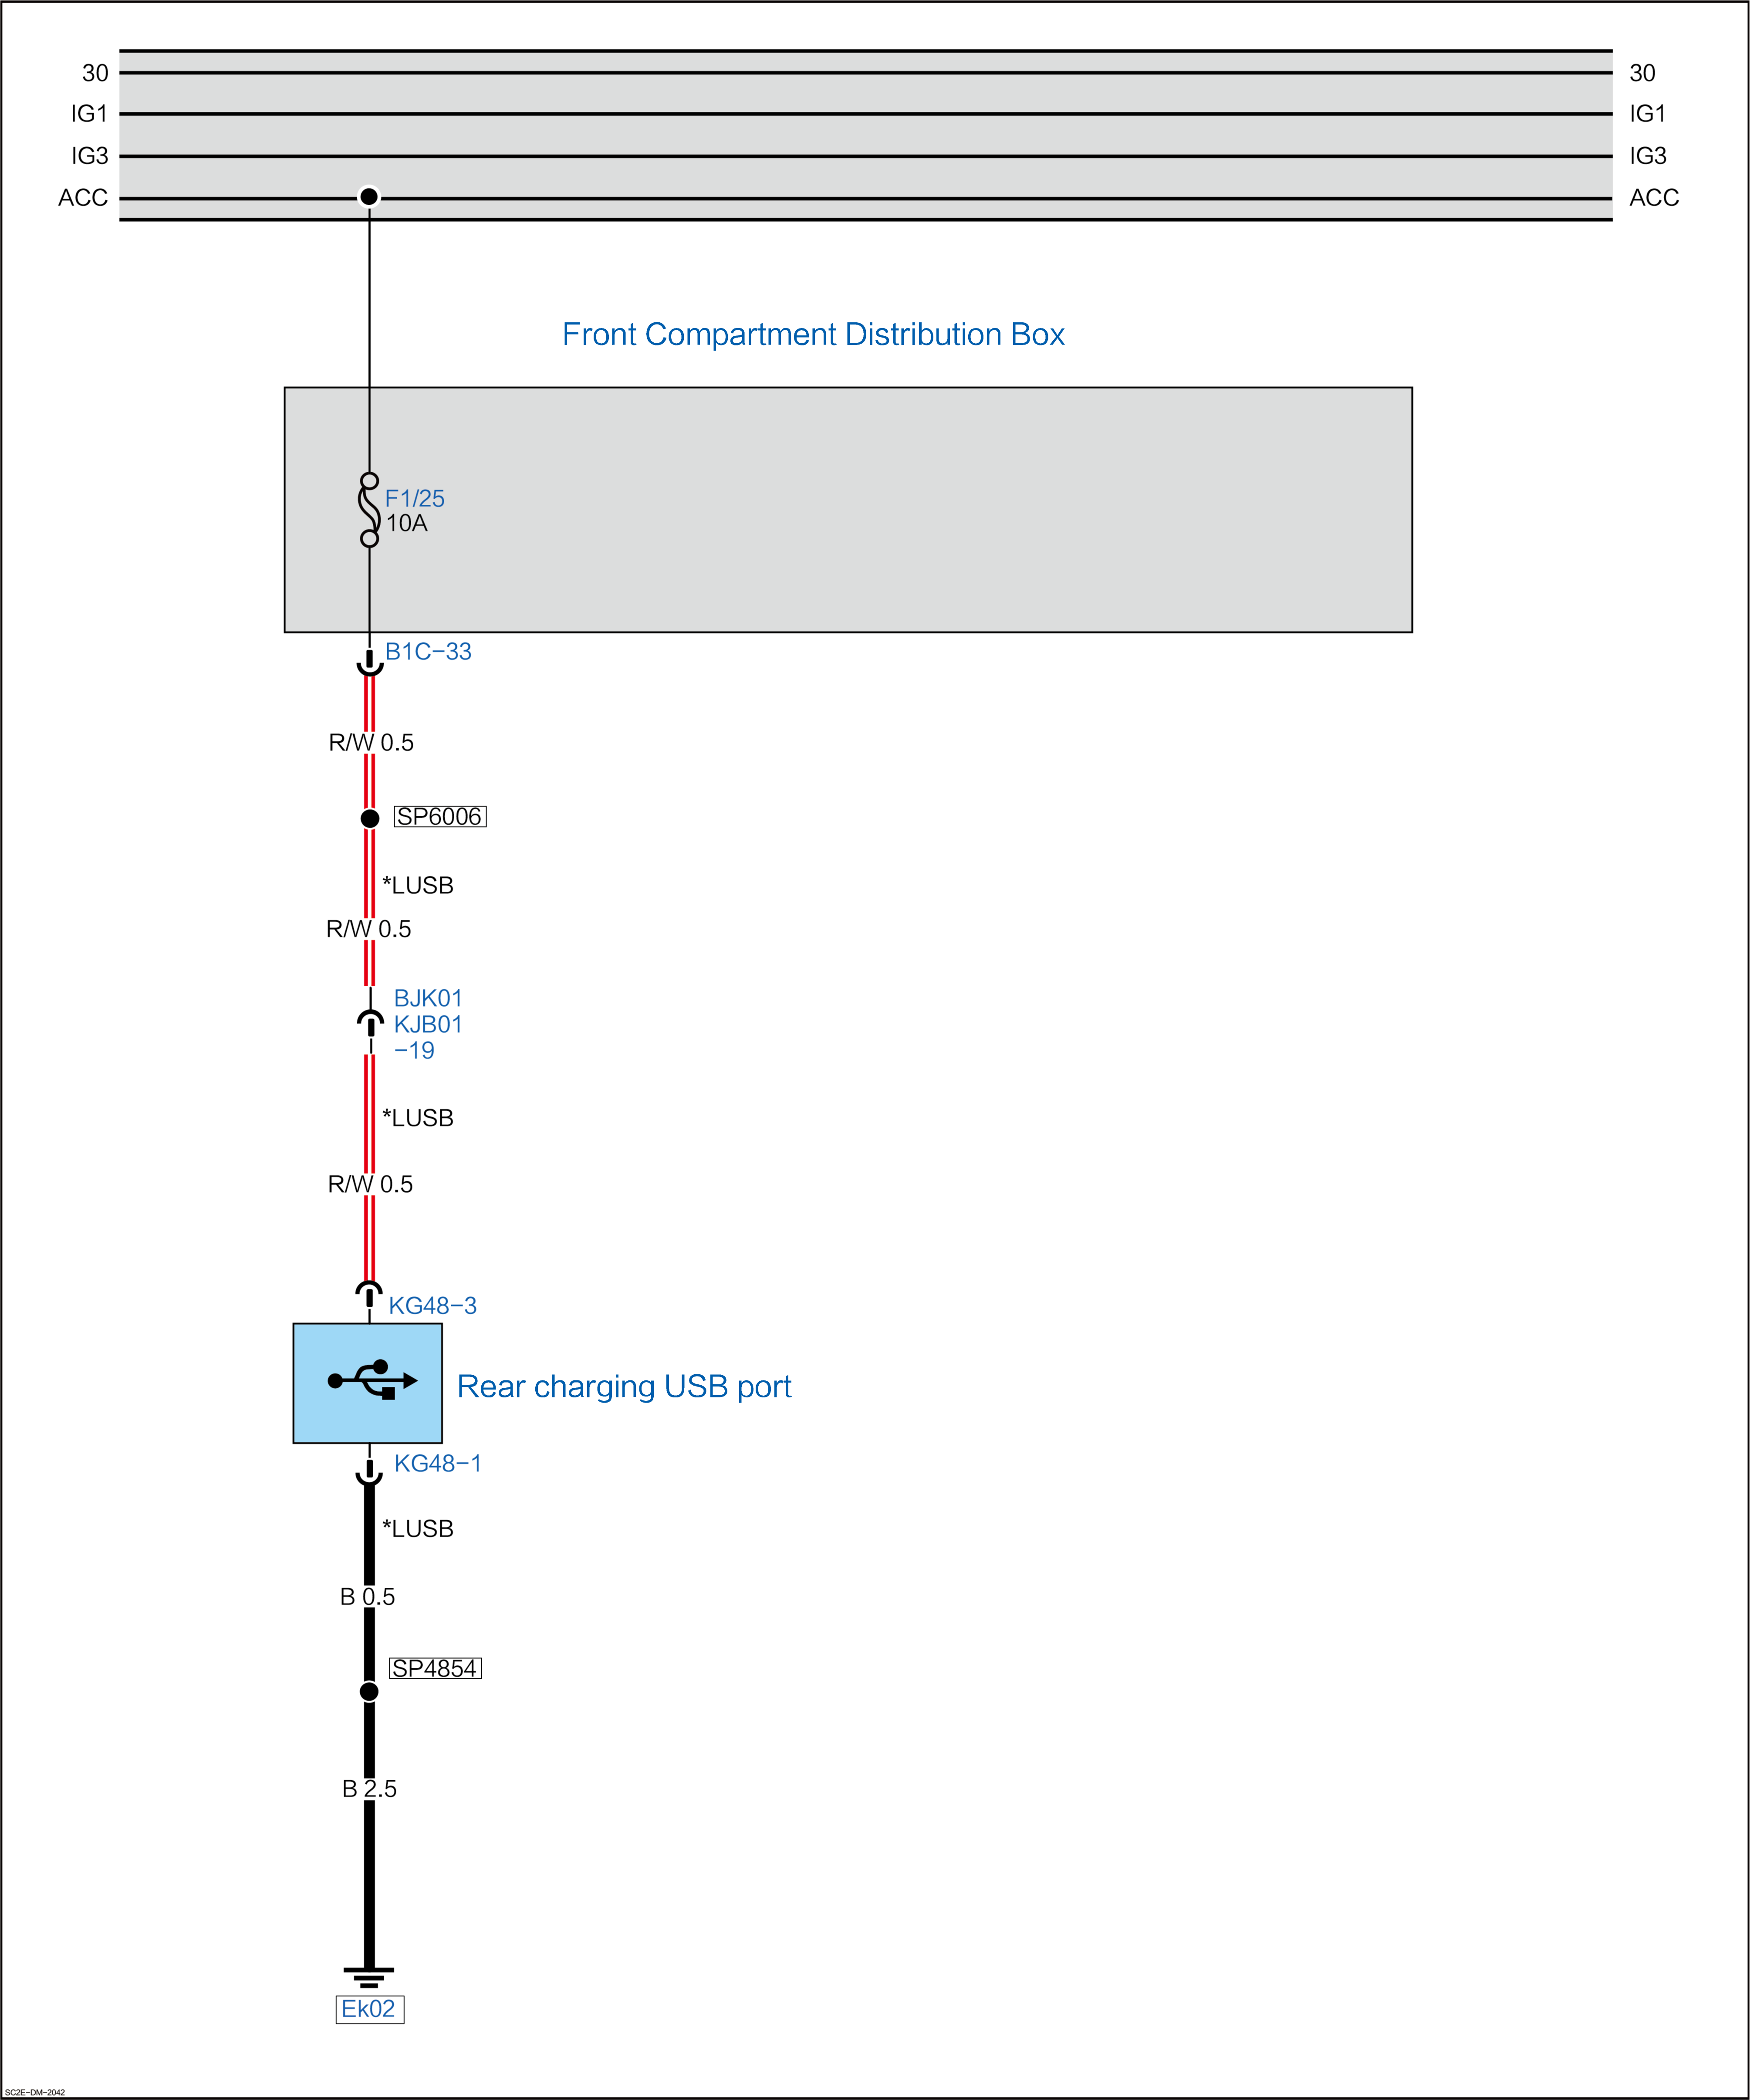 30 30
IG1 IG1
IG3 IG3
ACC ACC
Front Compartment Distribution Box
F1/25
10A
B1C-33
R/W 0.5
SP6006
*LUSB
R/W 0.5
BJK01
KJB01
-19
*LUSB
R/W 0.5
KG48-3
Rear charging USB port
KG48-1
*LUSB
B 0.5
SP4854
B 2.5
Ek02
SC2E-DM-2042